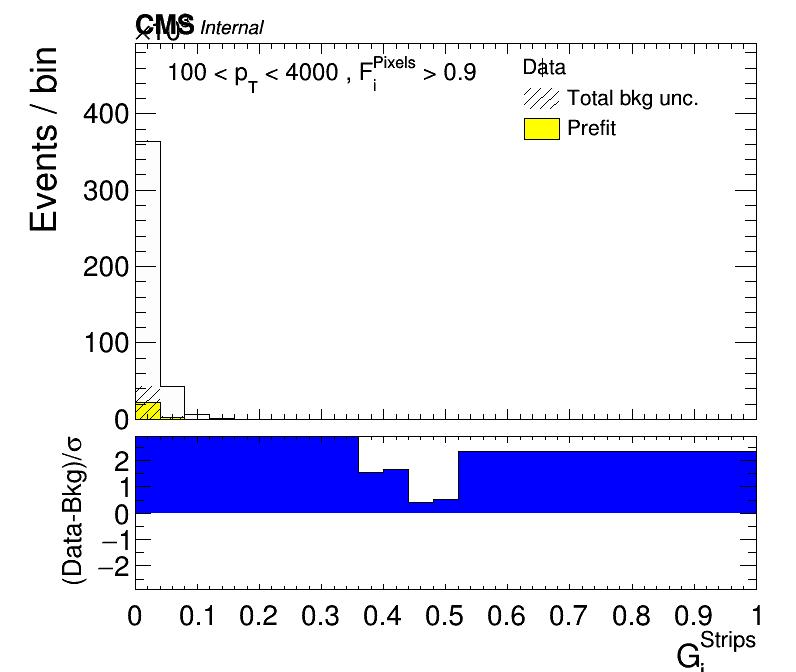 CMS Internal
100 < p_T < 4000 , F_i^Pixels > 0.9
Data
Total bkg unc.
Prefit
Events / bin
400
300
200
100
0
(Data-Bkg)/σ
2
1
0
−1
−2
0 0.1 0.2 0.3 0.4 0.5 0.6 0.7 0.8 0.9 1
G_i^Strips